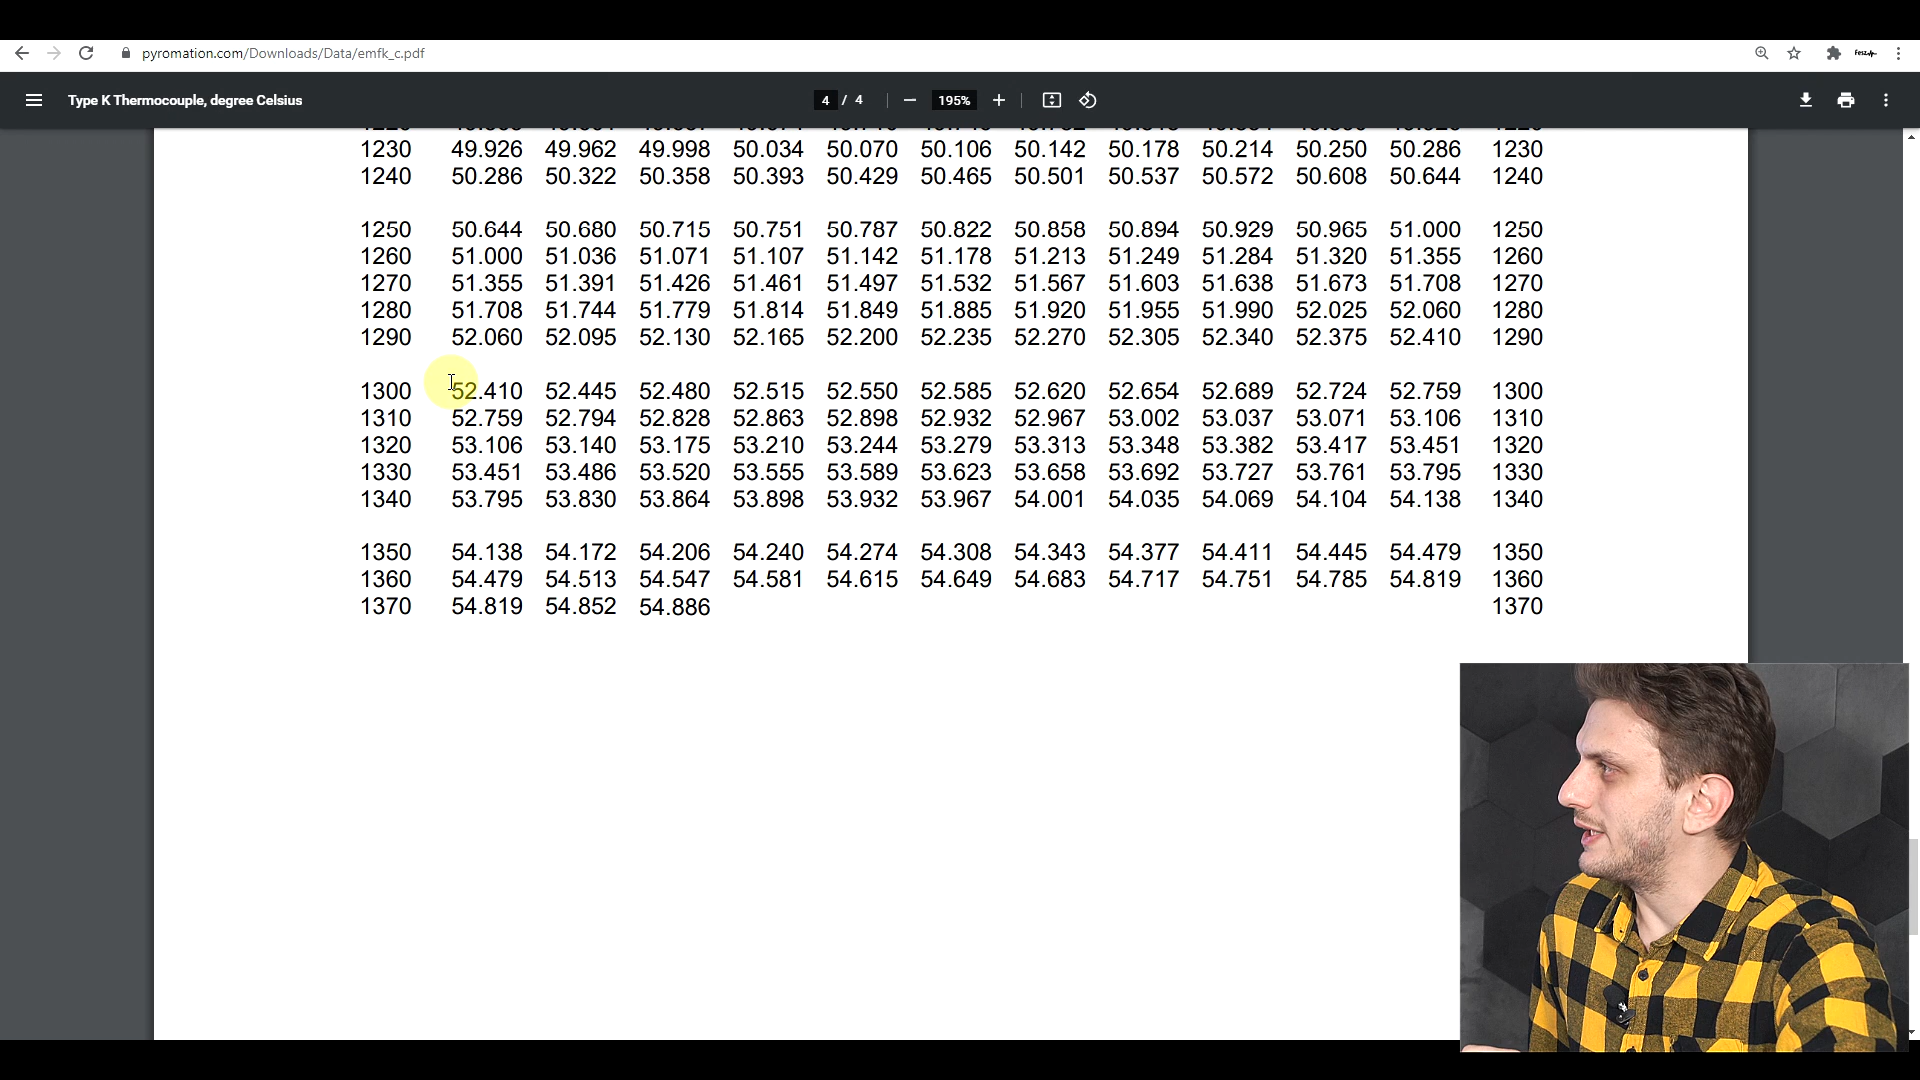 pyromation.com/Downloads/Data/emfk_c.pdf
Type K Thermocouple, degree Celsius 4 / 4 195%
1230 49.926 49.962 49.998 50.034 50.070 50.106 50.142 50.178 50.214 50.250 50.286 1230
1240 50.286 50.322 50.358 50.393 50.429 50.465 50.501 50.537 50.572 50.608 50.644 1240
1250 50.644 50.680 50.715 50.751 50.787 50.822 50.858 50.894 50.929 50.965 51.000 1250
1260 51.000 51.036 51.071 51.107 51.142 51.178 51.213 51.249 51.284 51.320 51.355 1260
1270 51.355 51.391 51.426 51.461 51.497 51.532 51.567 51.603 51.638 51.673 51.708 1270
1280 51.708 51.744 51.779 51.814 51.849 51.885 51.920 51.955 51.990 52.025 52.060 1280
1290 52.060 52.095 52.130 52.165 52.200 52.235 52.270 52.305 52.340 52.375 52.410 1290
1300 52.410 52.445 52.480 52.515 52.550 52.585 52.620 52.654 52.689 52.724 52.759 1300
1310 52.759 52.794 52.828 52.863 52.898 52.932 52.967 53.002 53.037 53.071 53.106 1310
1320 53.106 53.140 53.175 53.210 53.244 53.279 53.313 53.348 53.382 53.417 53.451 1320
1330 53.451 53.486 53.520 53.555 53.589 53.623 53.658 53.692 53.727 53.761 53.795 1330
1340 53.795 53.830 53.864 53.898 53.932 53.967 54.001 54.035 54.069 54.104 54.138 1340
1350 54.138 54.172 54.206 54.240 54.274 54.308 54.343 54.377 54.411 54.445 54.479 1350
1360 54.479 54.513 54.547 54.581 54.615 54.649 54.683 54.717 54.751 54.785 54.819 1360
1370 54.819 54.852 54.886 1370